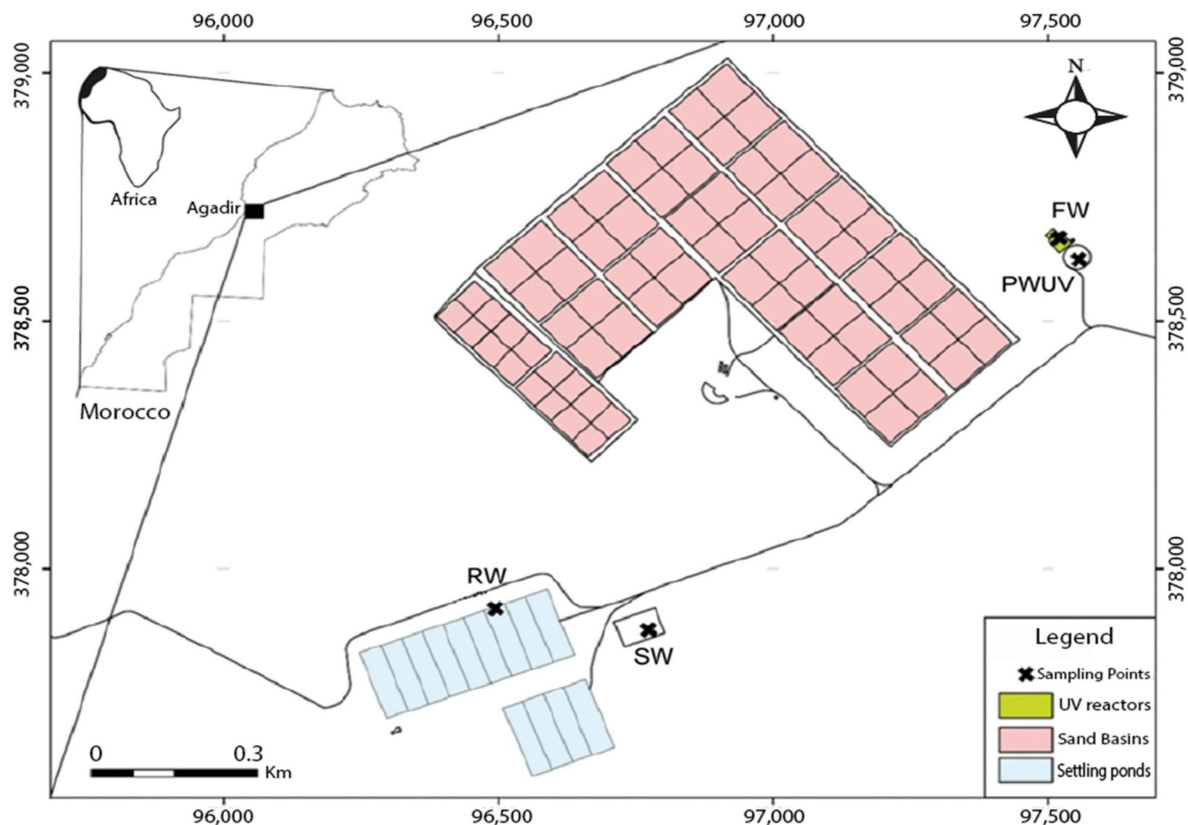 96,000
96,500
97,000
97,500
379,000
379,000
N
Africa
Agadir
FW
PWUV
378,500
378,500
Morocco
378,000
378,000
RW
SW
Legend
Sampling Points
UV reactors
Sand Basins
Settling ponds
0
0.3
Km
96,000
96,500
97,000
97,500